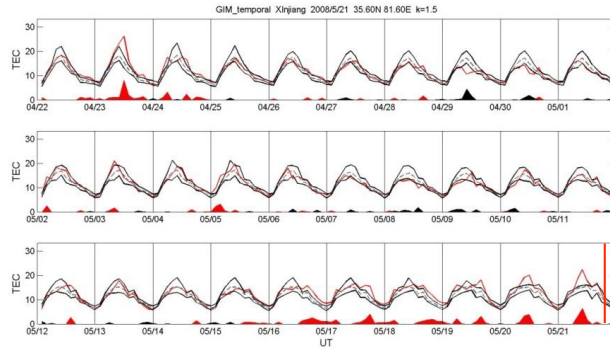 GIM_temporal XInjiang 2008/5/21 35.60N 81.60E k=1.5
30
20
TEC
10
0
04/22 04/23 04/24 04/25 04/26 04/27 04/28 04/29 04/30 05/01
30
20
TEC
10
0
05/02 05/03 05/04 05/05 05/06 05/07 05/08 05/09 05/10 05/11
30
20
TEC
10
0
05/12 05/13 05/14 05/15 05/16 05/17 05/18 05/19 05/20 05/21
UT